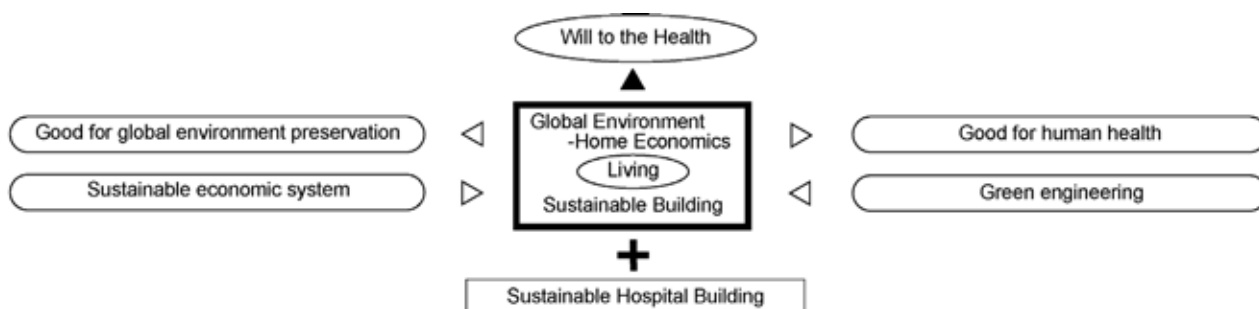 Will to the Health
Good for global environment preservation
Global Environment
-Home Economics
Living
Sustainable Building
Good for human health
Sustainable economic system
Green engineering
Sustainable Hospital Building